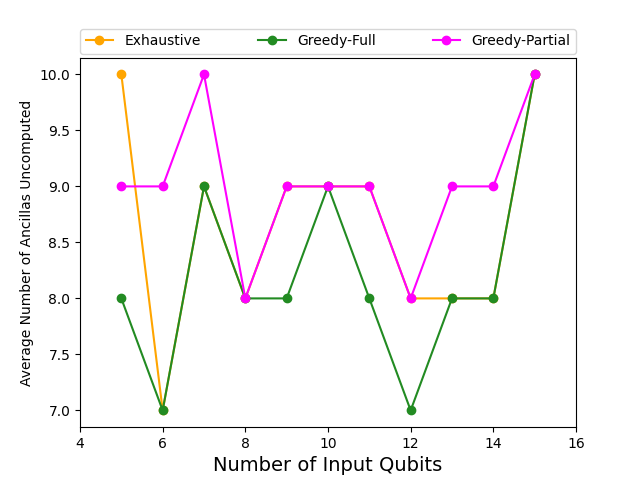 Exhaustive Greedy-Full Greedy-Partial
10.0
9.5
9.0
8.5
8.0
7.5
7.0
Average Number of Ancillas Uncomputed
4 6 8 10 12 14 16
Number of Input Qubits